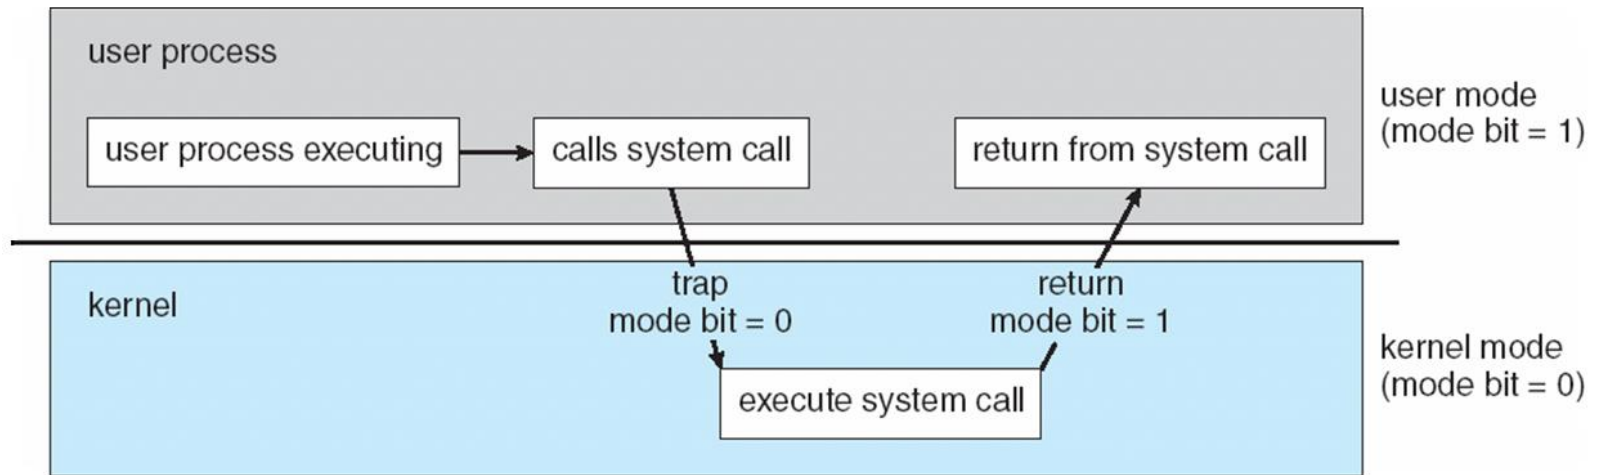 user process
user process executing
calls system call
return from system call
user mode
(mode bit = 1)
kernel
trap
mode bit = 0
return
mode bit = 1
execute system call
kernel mode
(mode bit = 0)